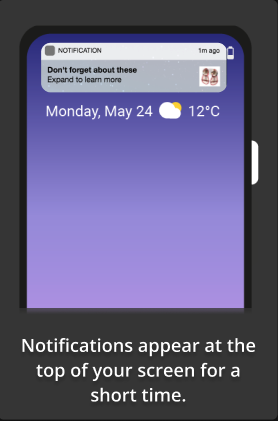 NOTIFICATION 1m ago
Don't forget about these
Expand to learn more
Monday, May 24 12°C
Notifications appear at the
top of your screen for a
short time.